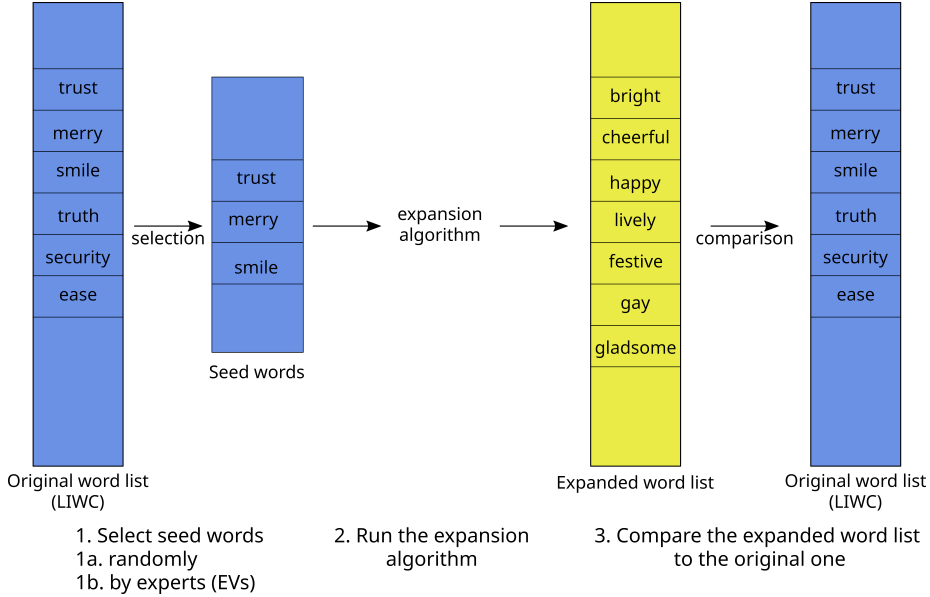 trust
merry
smile
truth
security
ease
Original word list
(LIWC)
selection
trust
merry
smile
Seed words
expansion
algorithm
bright
cheerful
happy
lively
festive
gay
gladsome
Expanded word list
comparison
trust
merry
smile
truth
security
ease
Original word list
(LIWC)
1. Select seed words
1a. randomly
1b. by experts (EVs)
2. Run the expansion
algorithm
3. Compare the expanded word list
to the original one